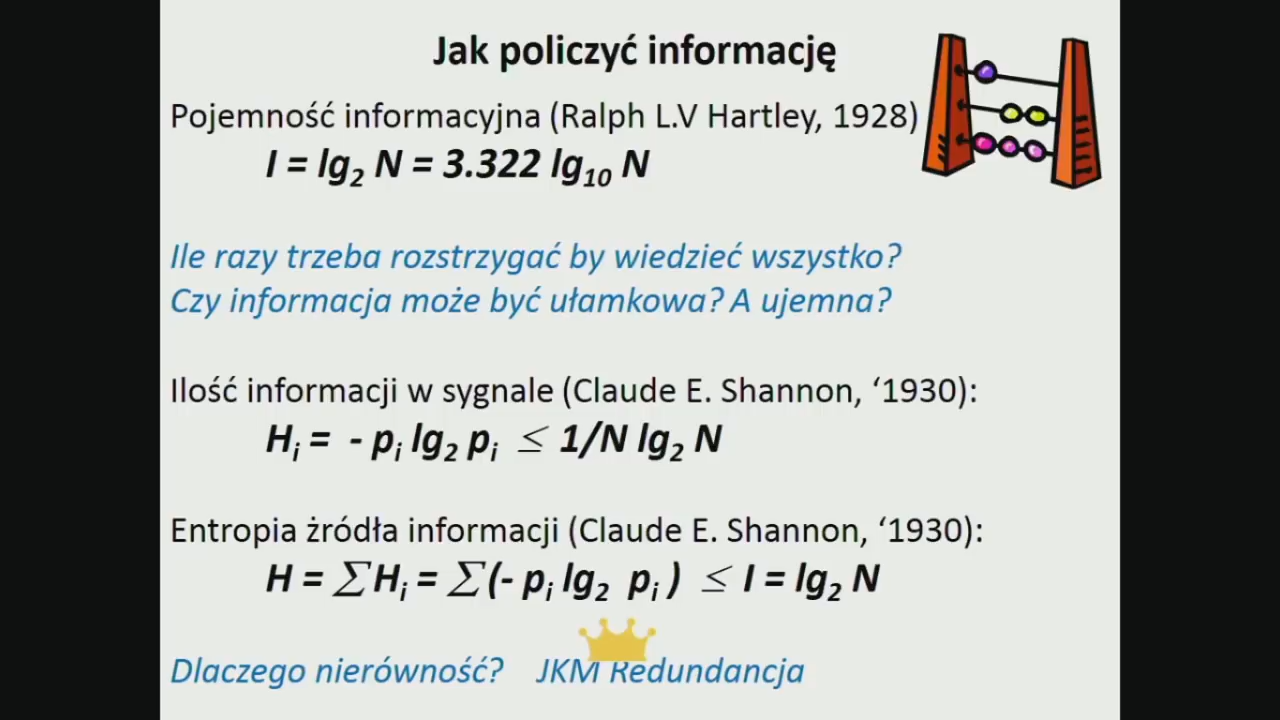 Jak policzyć informację
Pojemność informacyjna (Ralph L.V Hartley, 1928)
I = lg₂ N = 3.322 lg₁₀ N
Ile razy trzeba rozstrzygać by wiedzieć wszystko?
Czy informacja może być ułamkowa? A ujemna?
Ilość informacji w sygnale (Claude E. Shannon, ‘1930):
Hᵢ = - pᵢ lg₂ pᵢ ≤ 1/N lg₂ N
Entropia żródła informacji (Claude E. Shannon, ‘1930):
H = ∑Hᵢ = ∑(- pᵢ lg₂ pᵢ ) ≤ I = lg₂ N
Dlaczego nierówność? JKM Redundancja